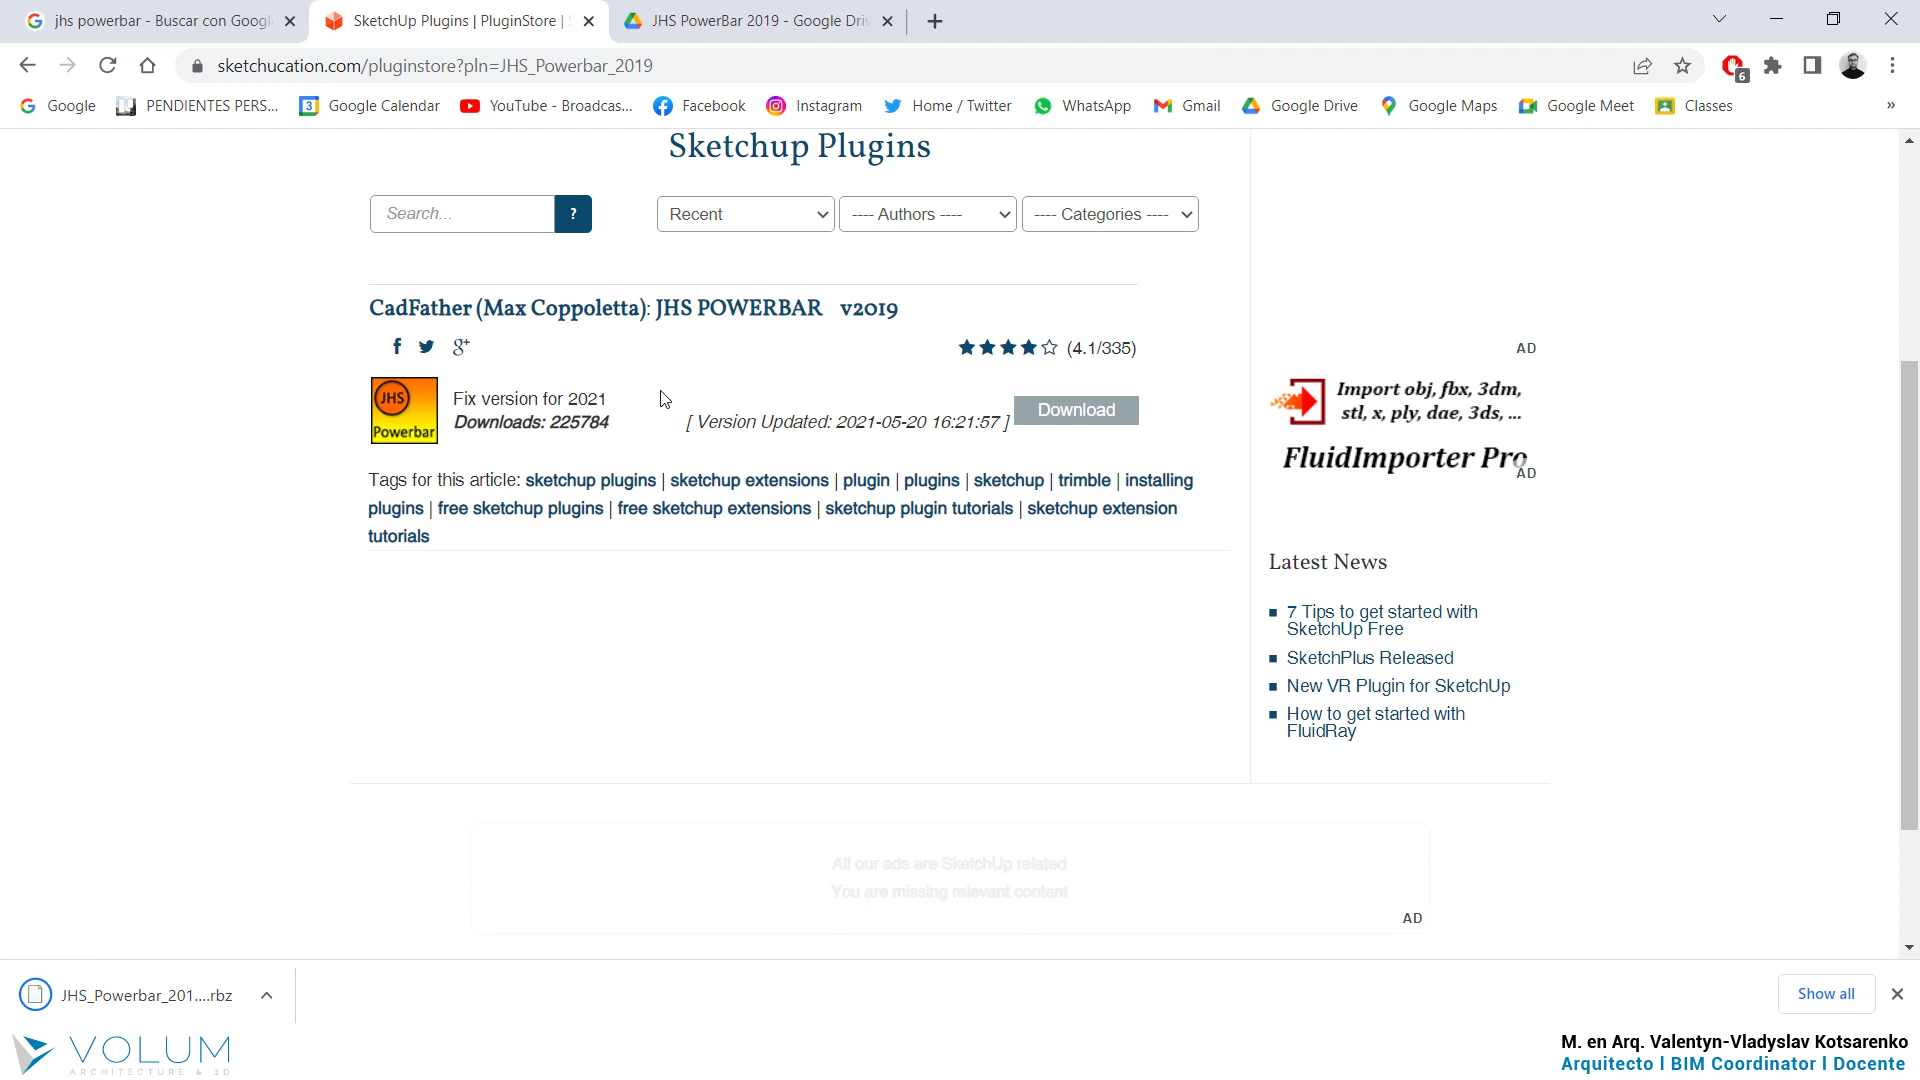 jhs powerbar - Buscar con Googl
SketchUp Plugins | PluginStore | S
JHS PowerBar 2019 - Google Driv
sketchucation.com/pluginstore?pln=JHS_Powerbar_2019
6
Google
PENDIENTES PERS...
3
Google Calendar
YouTube - Broadcas...
Facebook
Instagram
Home / Twitter
WhatsApp
Gmail
Google Drive
Google Maps
Google Meet
Classes
»
Sketchup Plugins
Search...
?
Recent
---- Authors ----
---- Categories ----
CadFather (Max Coppoletta): JHS POWERBAR v2019
(4.1/335)
AD
JHS
Powerbar
Fix version for 2021
Downloads: 225784
[ Version Updated: 2021-05-20 16:21:57 ]
Download
Import obj, fbx, 3dm,
stl, x, ply, dae, 3ds, ...
FluidImporter Pro
AD
Tags for this article: sketchup plugins | sketchup extensions | plugin | plugins | sketchup | trimble | installing
plugins | free sketchup plugins | free sketchup extensions | sketchup plugin tutorials | sketchup extension
tutorials
Latest News
7 Tips to get started with
SketchUp Free
SketchPlus Released
New VR Plugin for SketchUp
How to get started with
FluidRay
All our ads are SketchUp related
You are missing relevant content
AD
JHS_Powerbar_201....rbz
Show all
VOLUM
ARCHITECTURE & 3D
M. en Arq. Valentyn-Vladyslav Kotsarenko
Arquitecto l BIM Coordinator l Docente